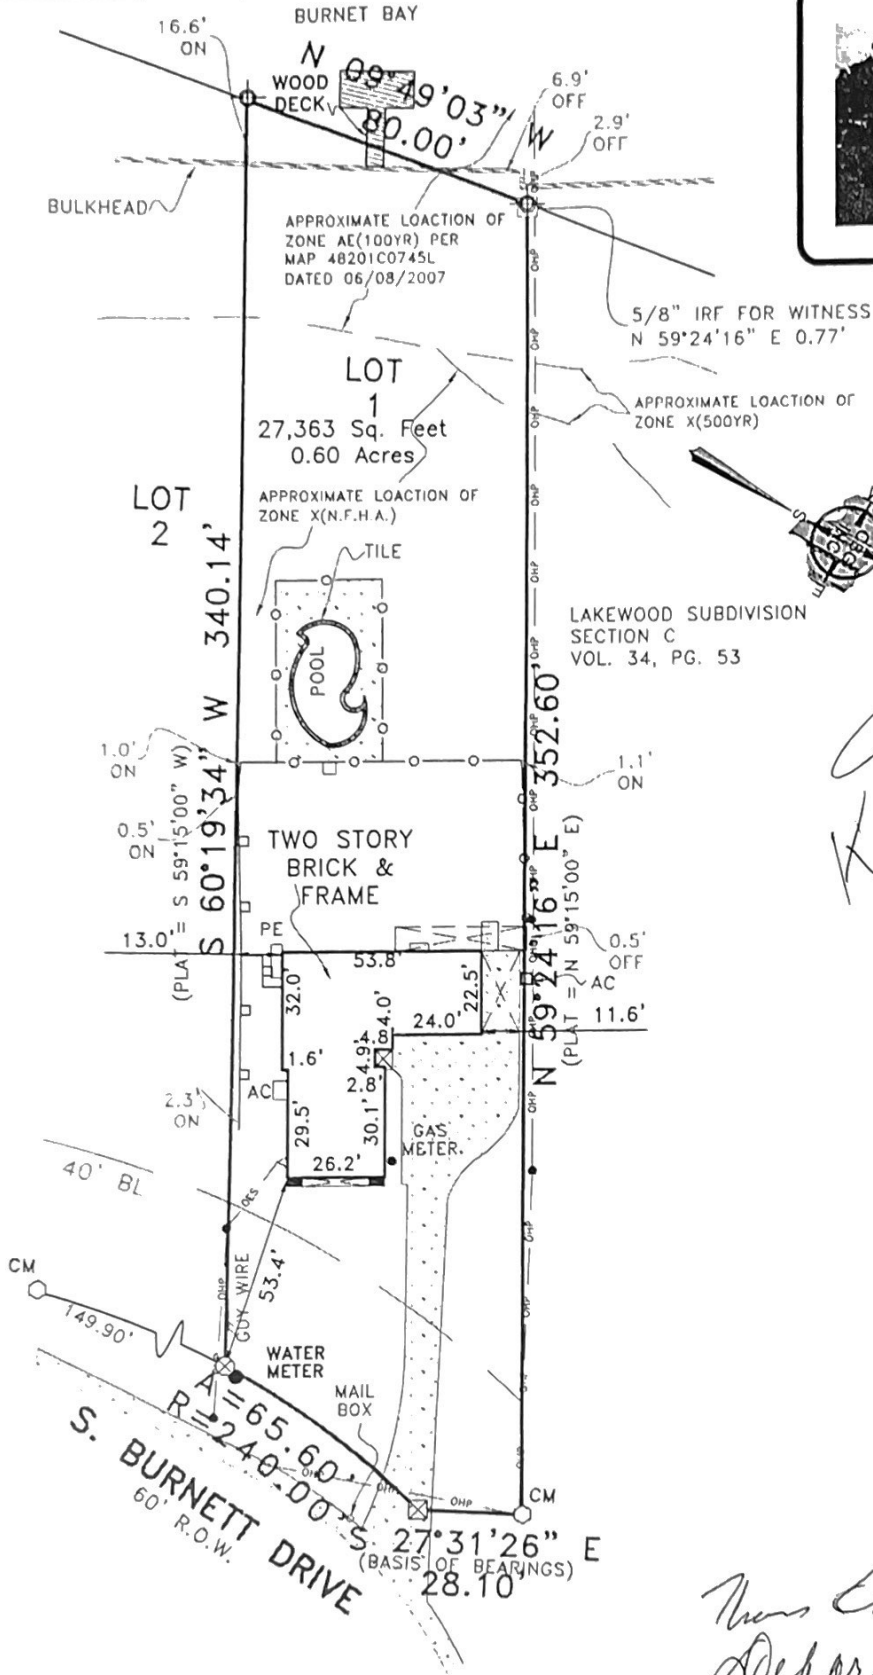 BURNET BAY
16.6'
ON
N 09°49'03" W
80.00'
WOOD
DECK
6.9'
OFF
2.9'
OFF
BULKHEAD
APPROXIMATE LOACTION OF
ZONE AE(100YR) PER
MAP 48201C0745L
DATED 06/08/2007
5/8" IRF FOR WITNESS
N 59°24'16" E 0.77'
LOT
1
27,363 Sq. Feet
0.60 Acres
APPROXIMATE LOACTION OF
ZONE X(500YR)
LOT
2
APPROXIMATE LOACTION OF
ZONE X(N.F.H.A.)
TILE
POOL
S
E
LAKEWOOD SUBDIVISION
SECTION C
VOL. 34, PG. 53
S 60°19'34" W 340.14'
(PLAT = S 59°15'00" W)
N 59°24'16" E 352.60'
(PLAT = N 59°15'00" E)
1.0'
ON
1.1'
ON
0.5'
ON
TWO STORY
BRICK &
FRAME
PE
13.0'
53.8'
0.5'
OFF
AC
32.0'
22.5'
4.0'
24.0'
11.6'
4.8'
4.9'
1.6'
2.8'
AC
2.3'
ON
29.5'
30.1'
GAS
METER
26.2'
40' BL
OES
GUY WIRE
53.4'
CM
149.90'
OHP
WATER
METER
A=65.60'
R=240.00'
MAIL
BOX
S. BURNETT DRIVE
60' R.O.W.
OHP
CM
S 27°31'26" E
(BASIS OF BEARINGS)
28.10'